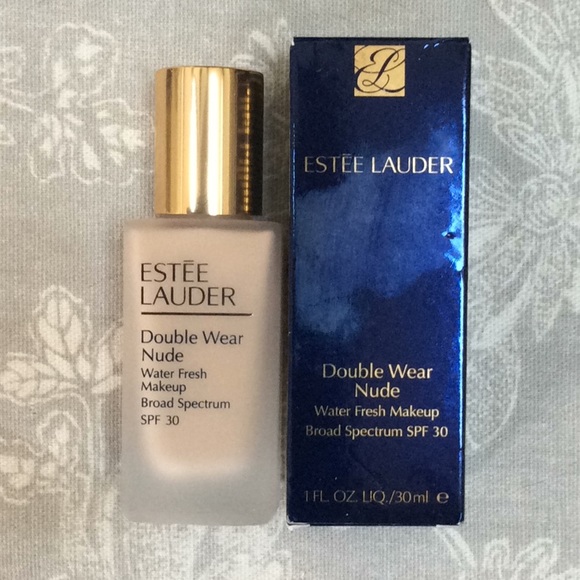 ESTĒE
LAUDER
Double Wear
Nude
Water Fresh
Makeup
Broad Spectrum
SPF 30
EL
ESTĒE LAUDER
Double Wear
Nude
Water Fresh Makeup
Broad Spectrum SPF 30
1 FL. OZ. LIQ./30ml ℮